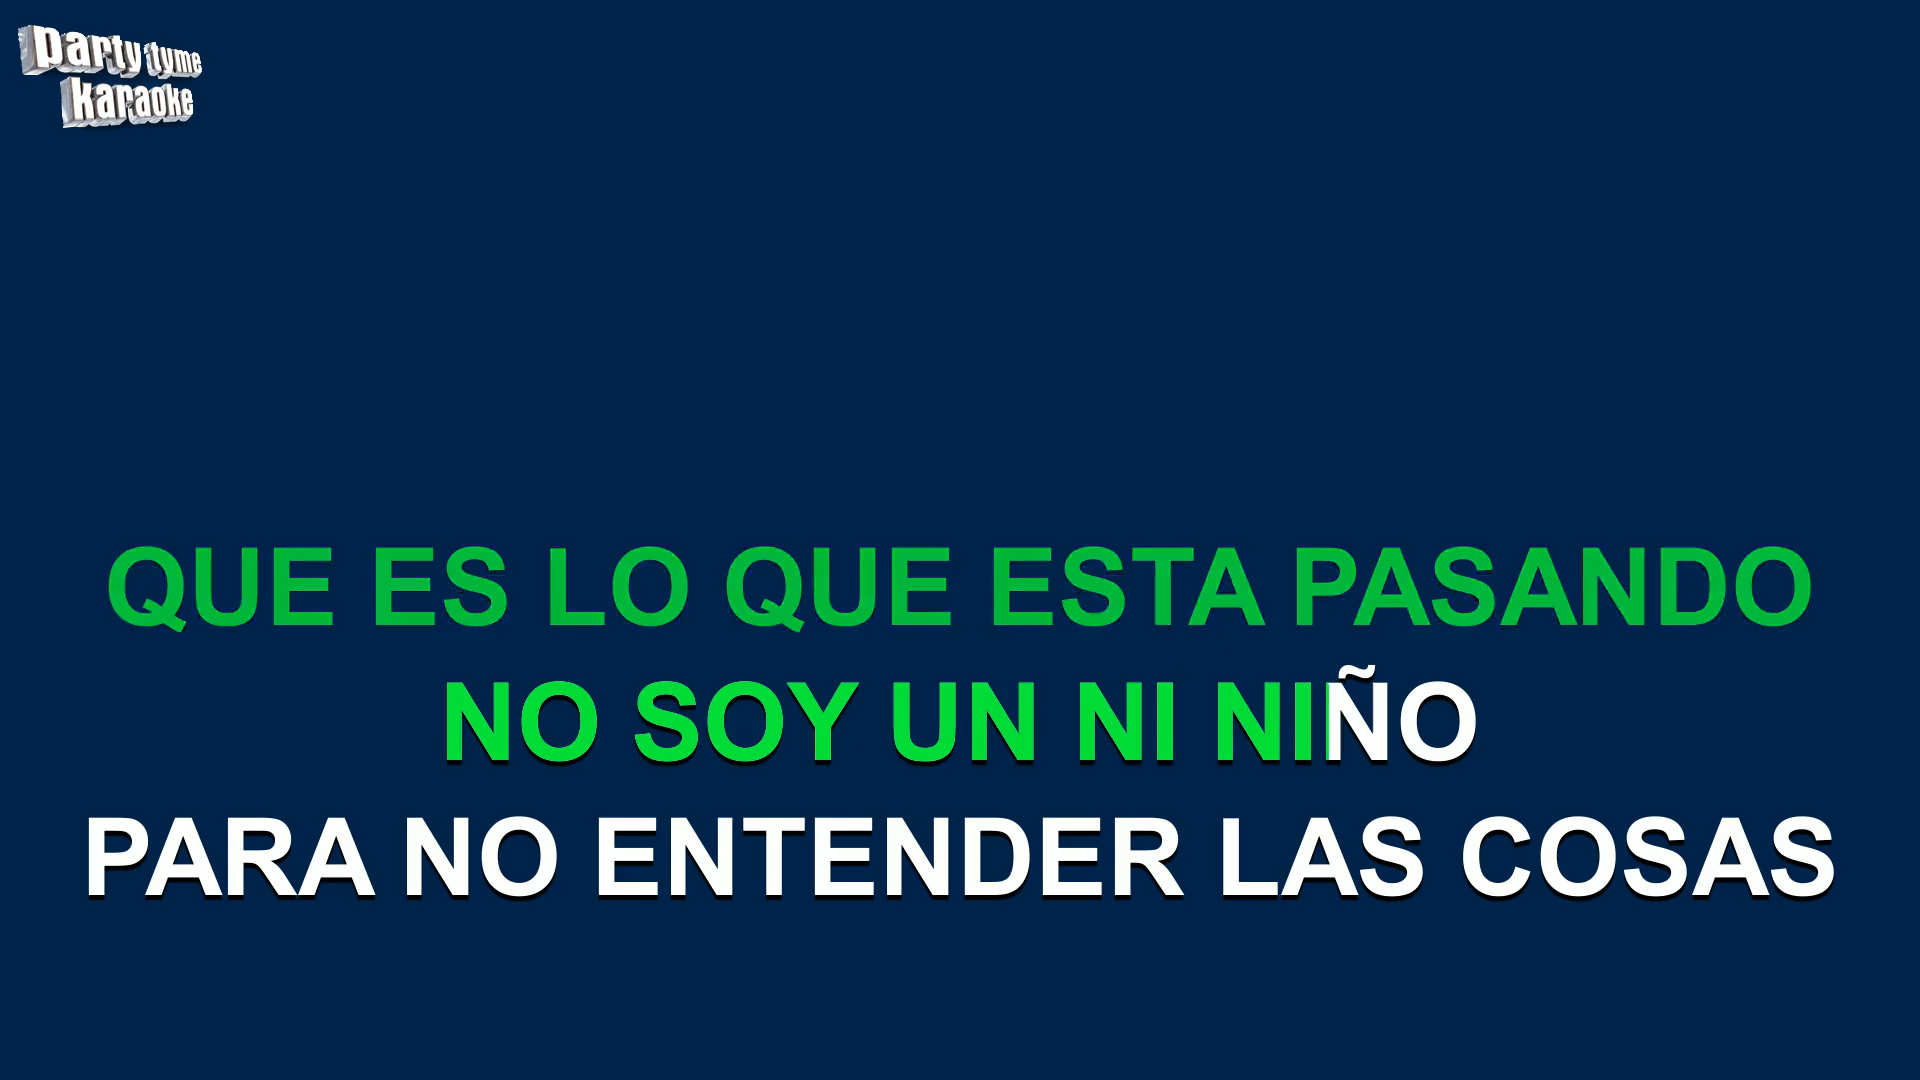 party tyme
karaoke
QUE ES LO QUE ESTA PASANDO
NO SOY UN NI NIÑO
PARA NO ENTENDER LAS COSAS